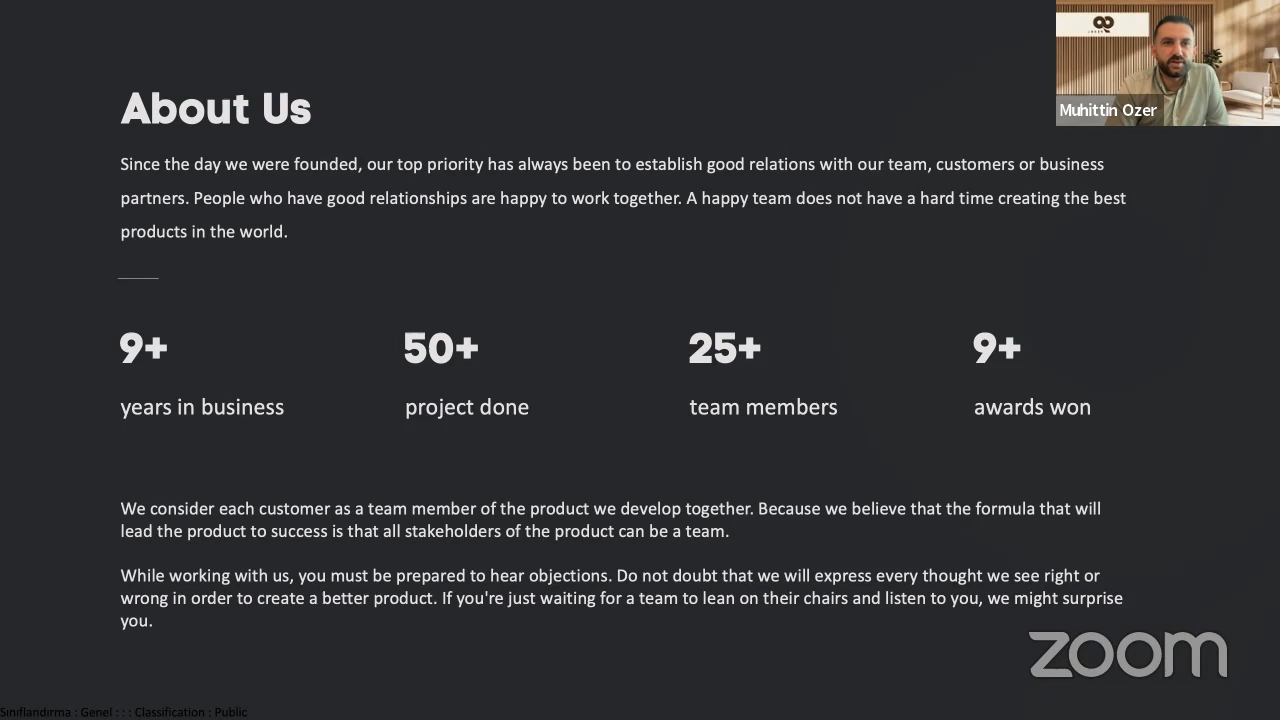 About Us
Since the day we were founded, our top priority has always been to establish good relations with our team, customers or business
partners. People who have good relationships are happy to work together. A happy team does not have a hard time creating the best
products in the world.
9+
50+
25+
9+
years in business
project done
team members
awards won
We consider each customer as a team member of the product we develop together. Because we believe that the formula that will
lead the product to success is that all stakeholders of the product can be a team.
While working with us, you must be prepared to hear objections. Do not doubt that we will express every thought we see right or
wrong in order to create a better product. If you're just waiting for a team to lean on their chairs and listen to you, we might surprise
you.
Muhittin Ozer
zoom
Sınıflandırma : Genel : : : Classification : Public